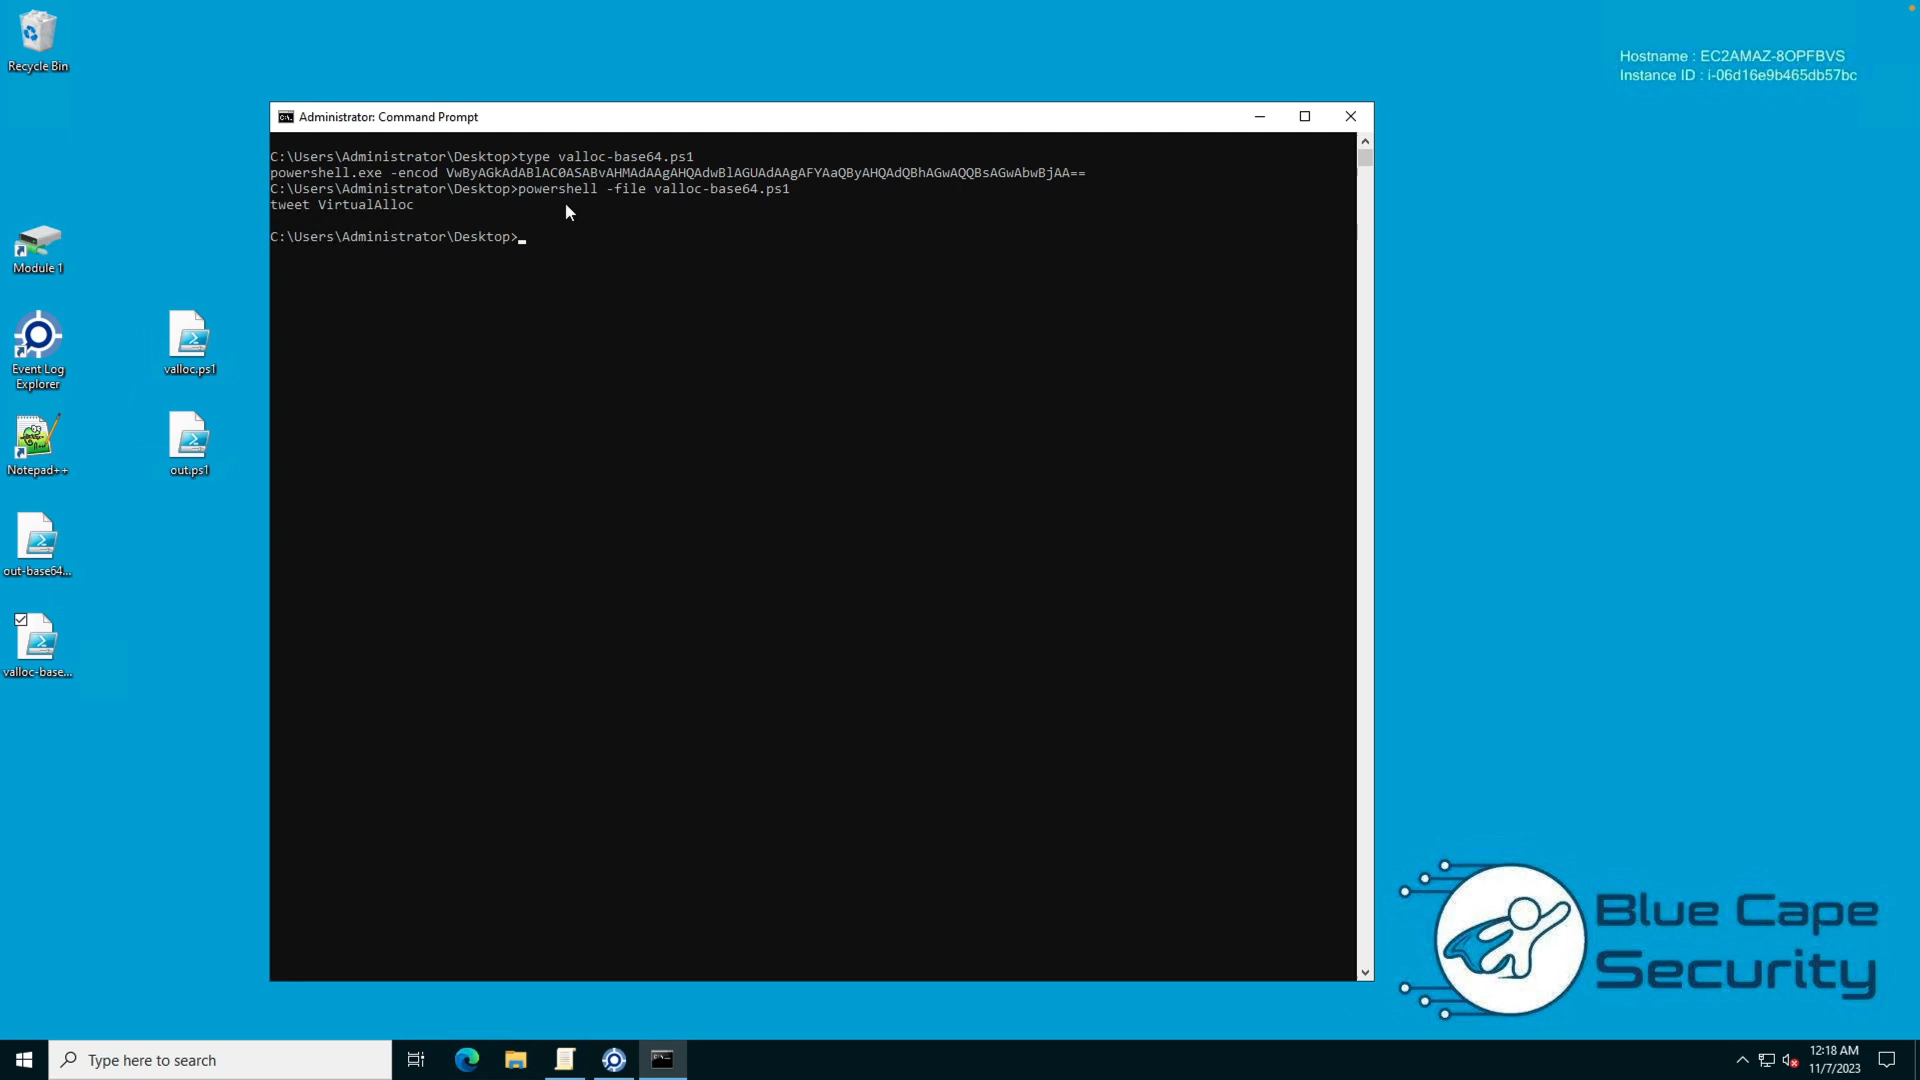 Recycle Bin
Hostname : EC2AMAZ-8OPFBVS
Instance ID : i-06d16e9b465db57bc
Administrator: Command Prompt
C:\Users\Administrator\Desktop>type valloc-base64.ps1
powershell.exe -encod VwByAGkAdABlAC0ASABvAHMAdAAgAHQAdwBlAGUAdAAgAFYAaQByAHQAdQBhAGwAQQBsAGwAbwBjAA==
C:\Users\Administrator\Desktop>powershell -file valloc-base64.ps1
tweet VirtualAlloc
C:\Users\Administrator\Desktop>
Module 1
Event Log
Explorer
valloc.ps1
Notepad++
out.ps1
out-base64...
valloc-base...
Blue Cape
Security
Type here to search
12:18 AM
11/7/2023